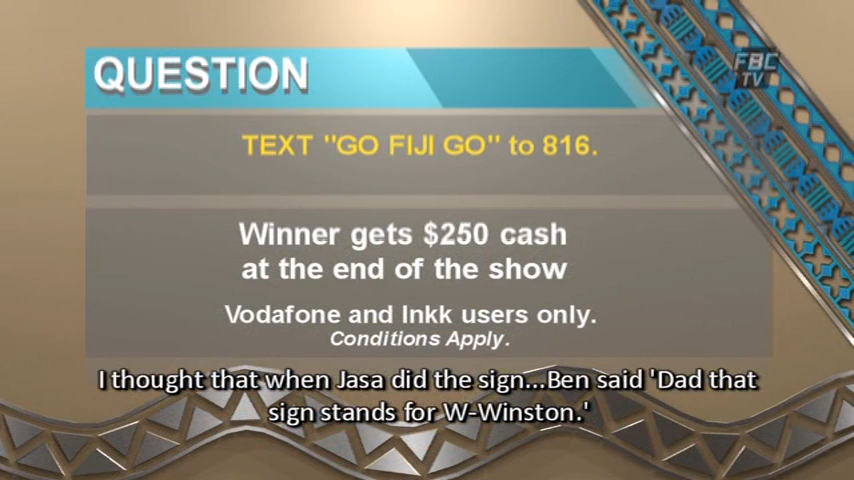 FBC
TV
QUESTION
TEXT "GO FIJI GO" to 816.
Winner gets $250 cash
at the end of the show
Vodafone and Inkk users only.
Conditions Apply.
I thought that when Jasa did the sign...Ben said 'Dad that
sign stands for W-Winston.'